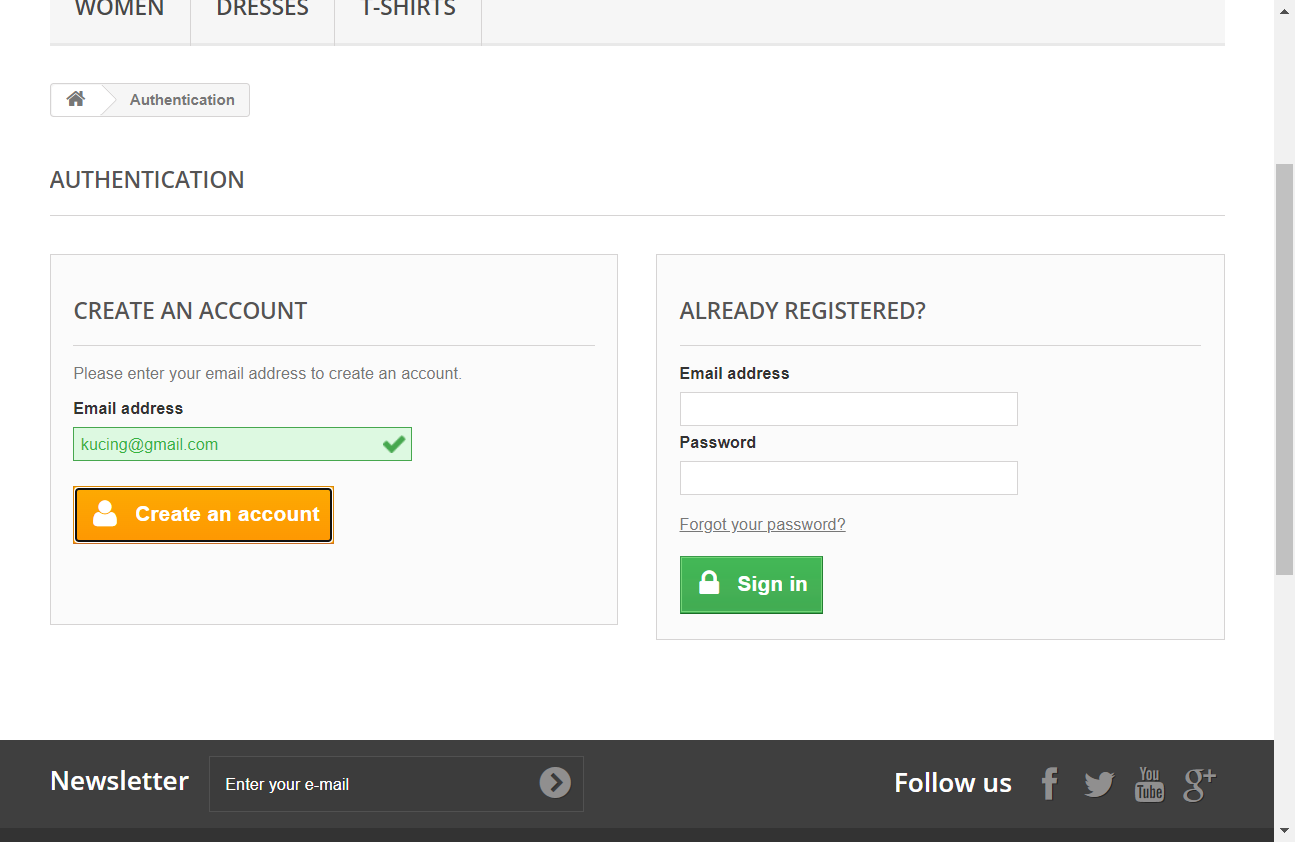 WOMEN DRESSES T-SHIRTS
Authentication
AUTHENTICATION
CREATE AN ACCOUNT
Please enter your email address to create an account.
Email address
kucing@gmail.com
Create an account
ALREADY REGISTERED?
Email address
Password
Forgot your password?
Sign in
Newsletter
Enter your e-mail
Follow us
f
You
Tube
g+